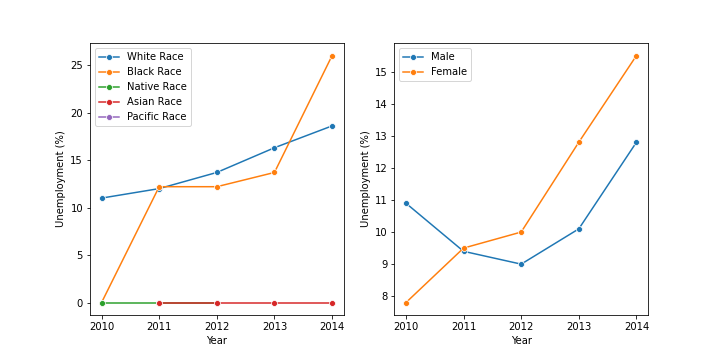 White Race
Black Race
Native Race
Asian Race
Pacific Race
25
20
15
10
5
0
Unemployment (%)
2010 2011 2012 2013 2014
Year
Male
Female
15
14
13
12
11
10
9
8
Unemployment (%)
2010 2011 2012 2013 2014
Year